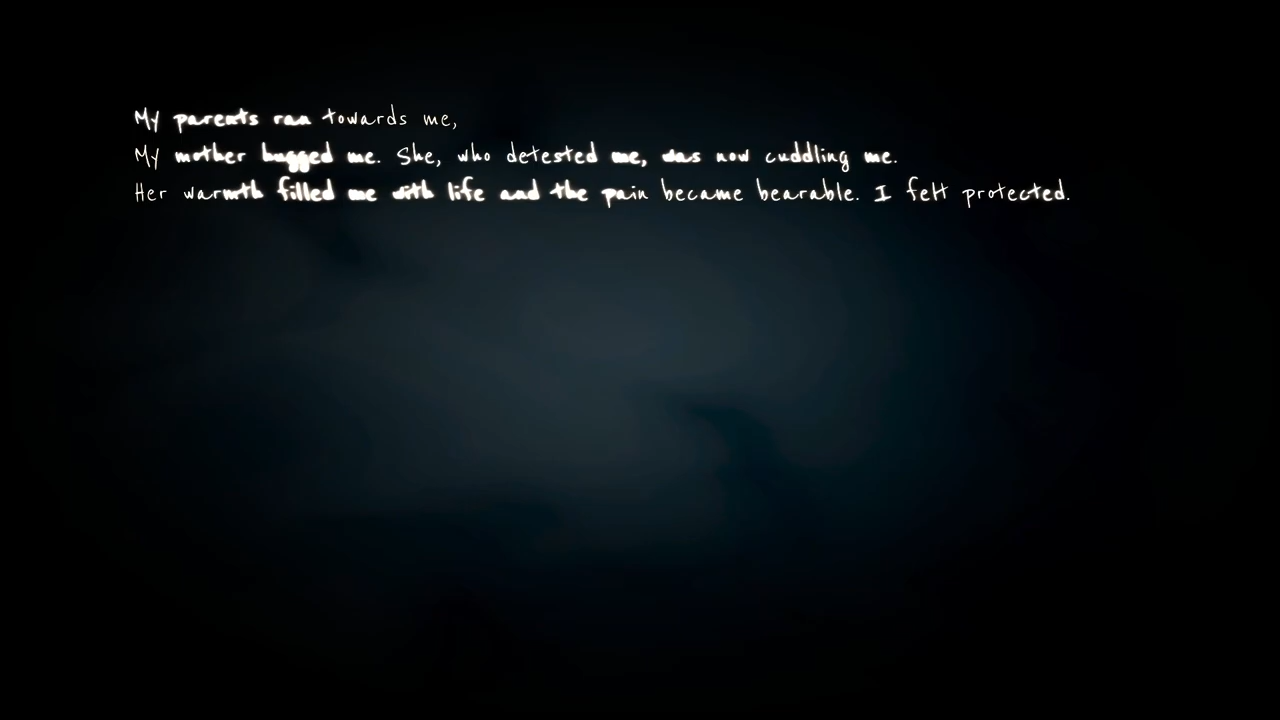 My parents ran towards me,
My mother hugged me. She, who detested me, was now cuddling me.
Her warmth filled me with life and the pain became bearable. I felt protected.